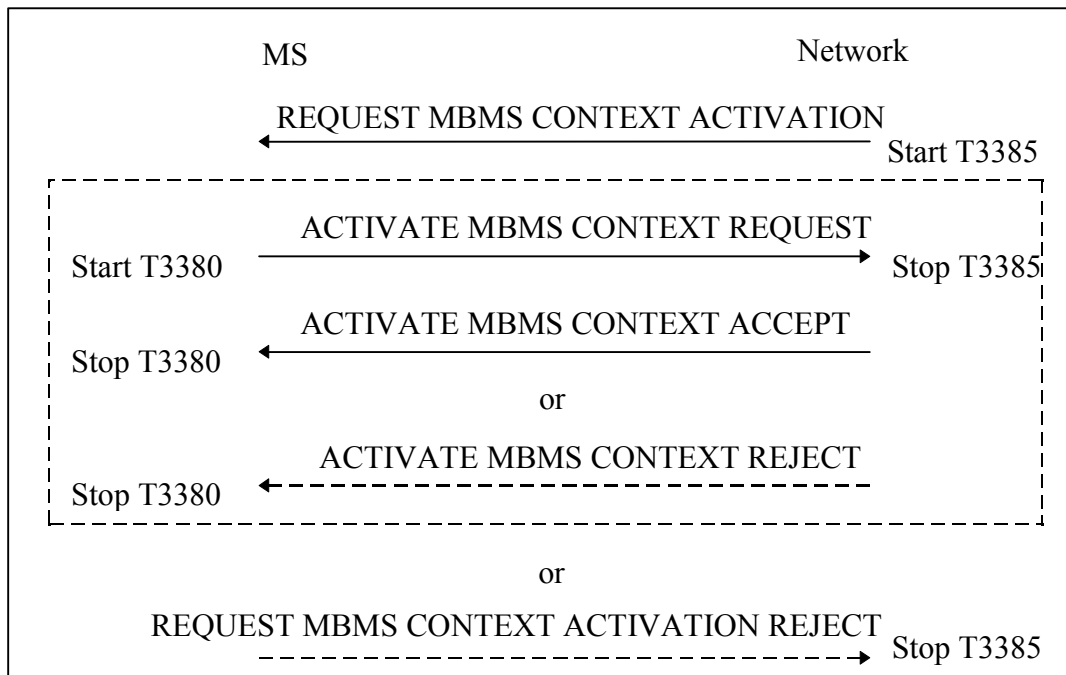 MS Network
REQUEST MBMS CONTEXT ACTIVATION
Start T3385
ACTIVATE MBMS CONTEXT REQUEST
Start T3380 Stop T3385
ACTIVATE MBMS CONTEXT ACCEPT
Stop T3380
or
ACTIVATE MBMS CONTEXT REJECT
Stop T3380
or
REQUEST MBMS CONTEXT ACTIVATION REJECT
Stop T3385